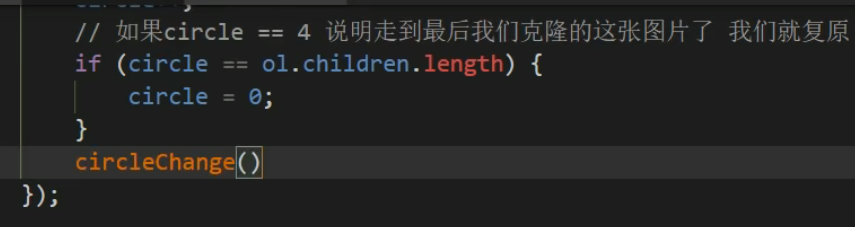 // 如果circle == 4 说明走到最后我们克隆的这张图片了 我们就复原
if (circle == ol.children.length) {
circle = 0;
}
circleChange()
});